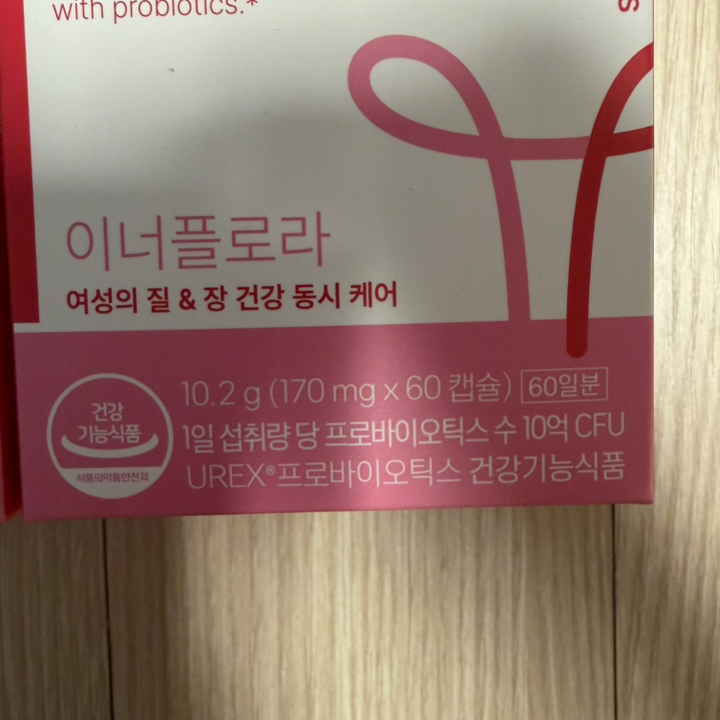 with probiotics.*
S
이너플로라
여성의 질 & 장 건강 동시 케어
10.2 g (170 mg x 60 캡슐) 60일분
1일 섭취량 당 프로바이오틱스 수 10억 CFU
UREX® 프로바이오틱스 건강기능식품
건강
기능식품
식품의약품안전처